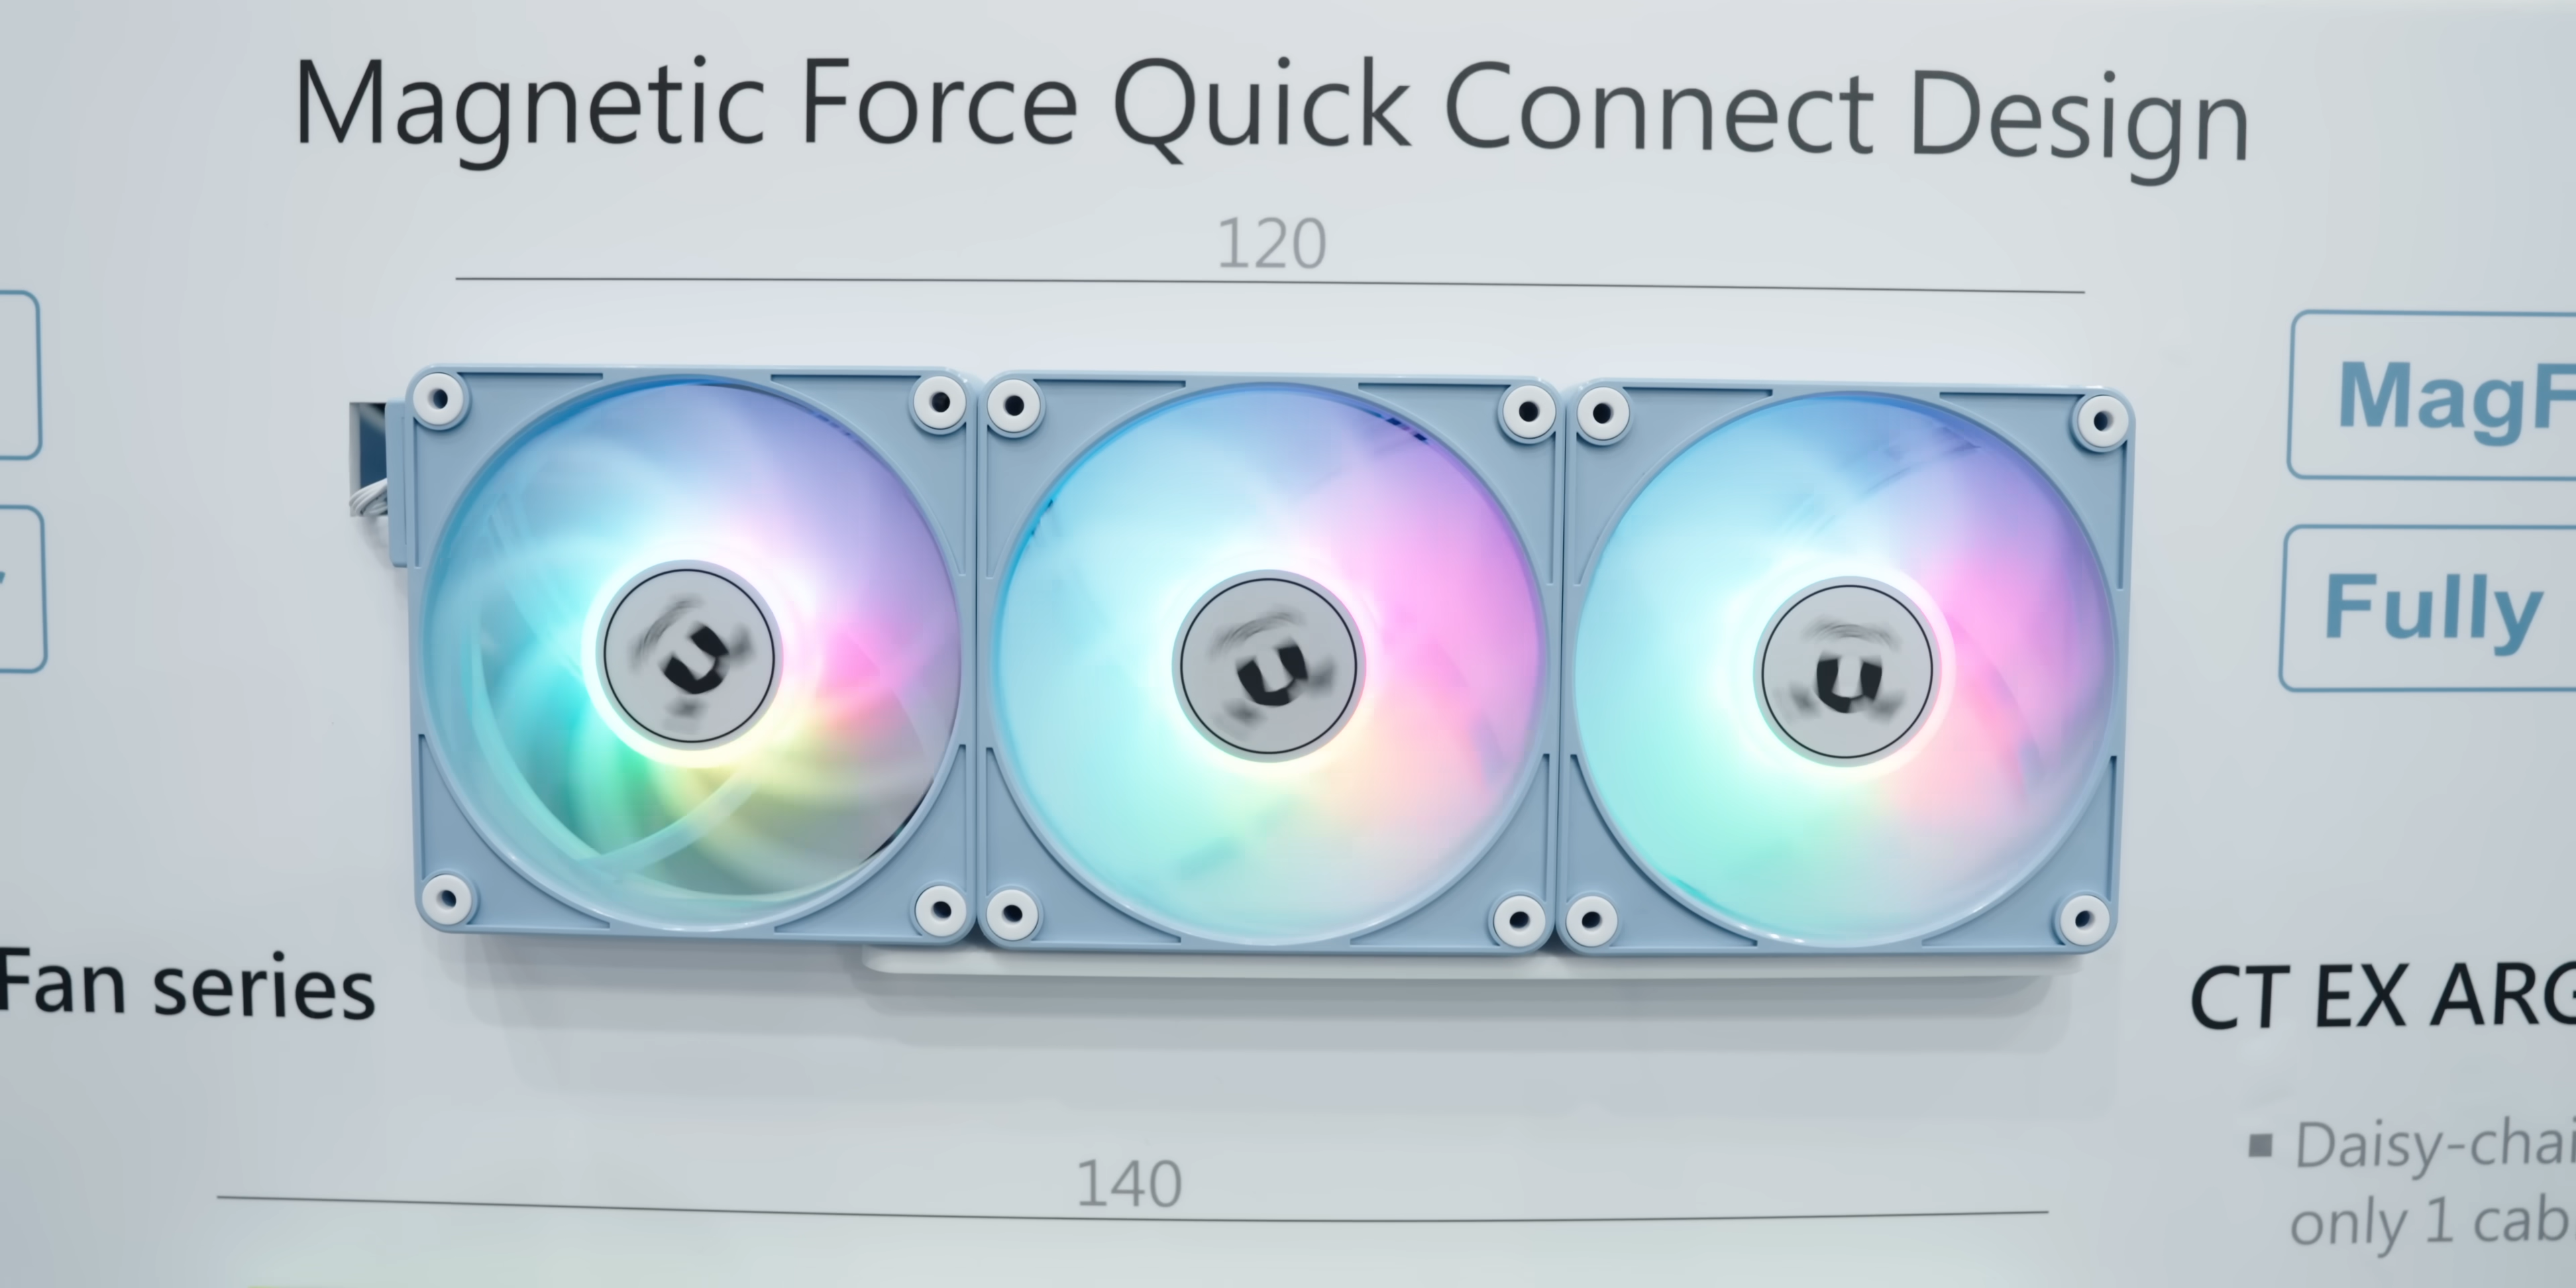 Magnetic Force Quick Connect Design
120
MagF
Fully
Fan series
CT EX ARG
Daisy-chai
only 1 cab
140